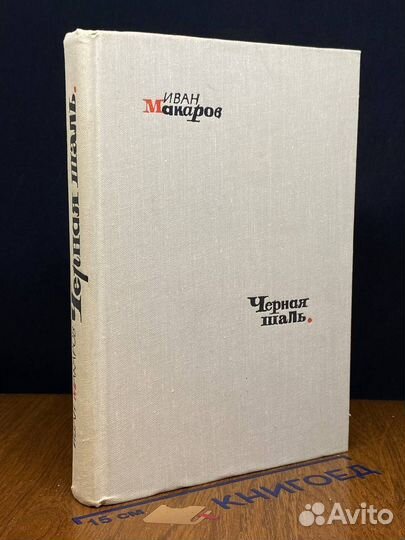 ИВАН
Макаров
Черная
шаль.
Иван Макаров Черная шаль.
15 см
КНИГОЕД
Avito